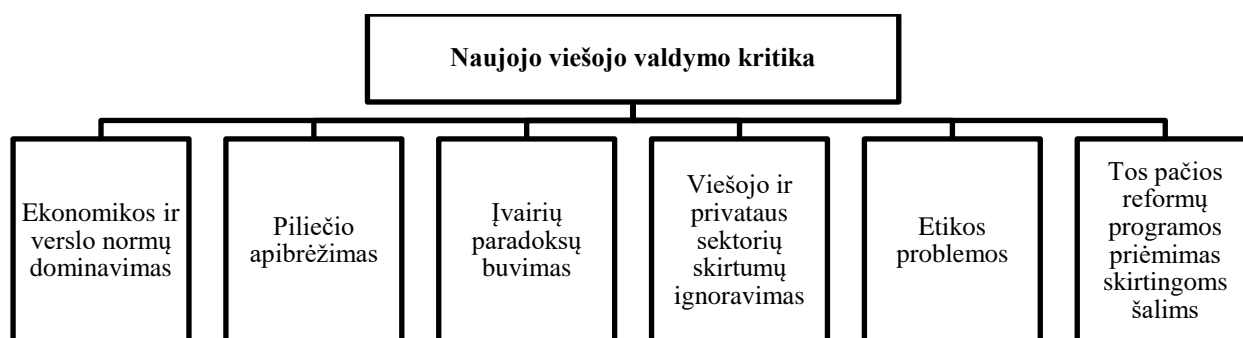 Naujojo viešojo valdymo kritika
Ekonomikos ir
verslo normų
dominavimas
Piliečio
apibrėžimas
Įvairių
paradoksų
buvimas
Viešojo ir
privataus
sektorių
skirtumų
ignoravimas
Etikos
problemos
Tos pačios
reformų
programos
priėmimas
skirtingoms
šalims